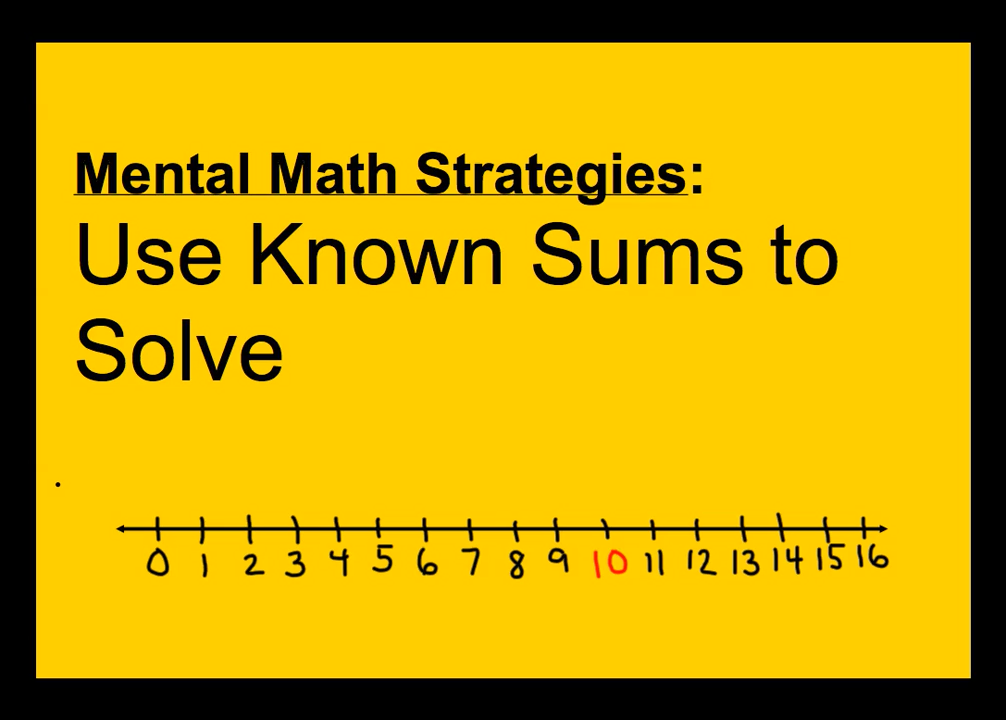 Mental Math Strategies:
Use Known Sums to
Solve
0 1 2 3 4 5 6 7 8 9 10 11 12 13 14 15 16